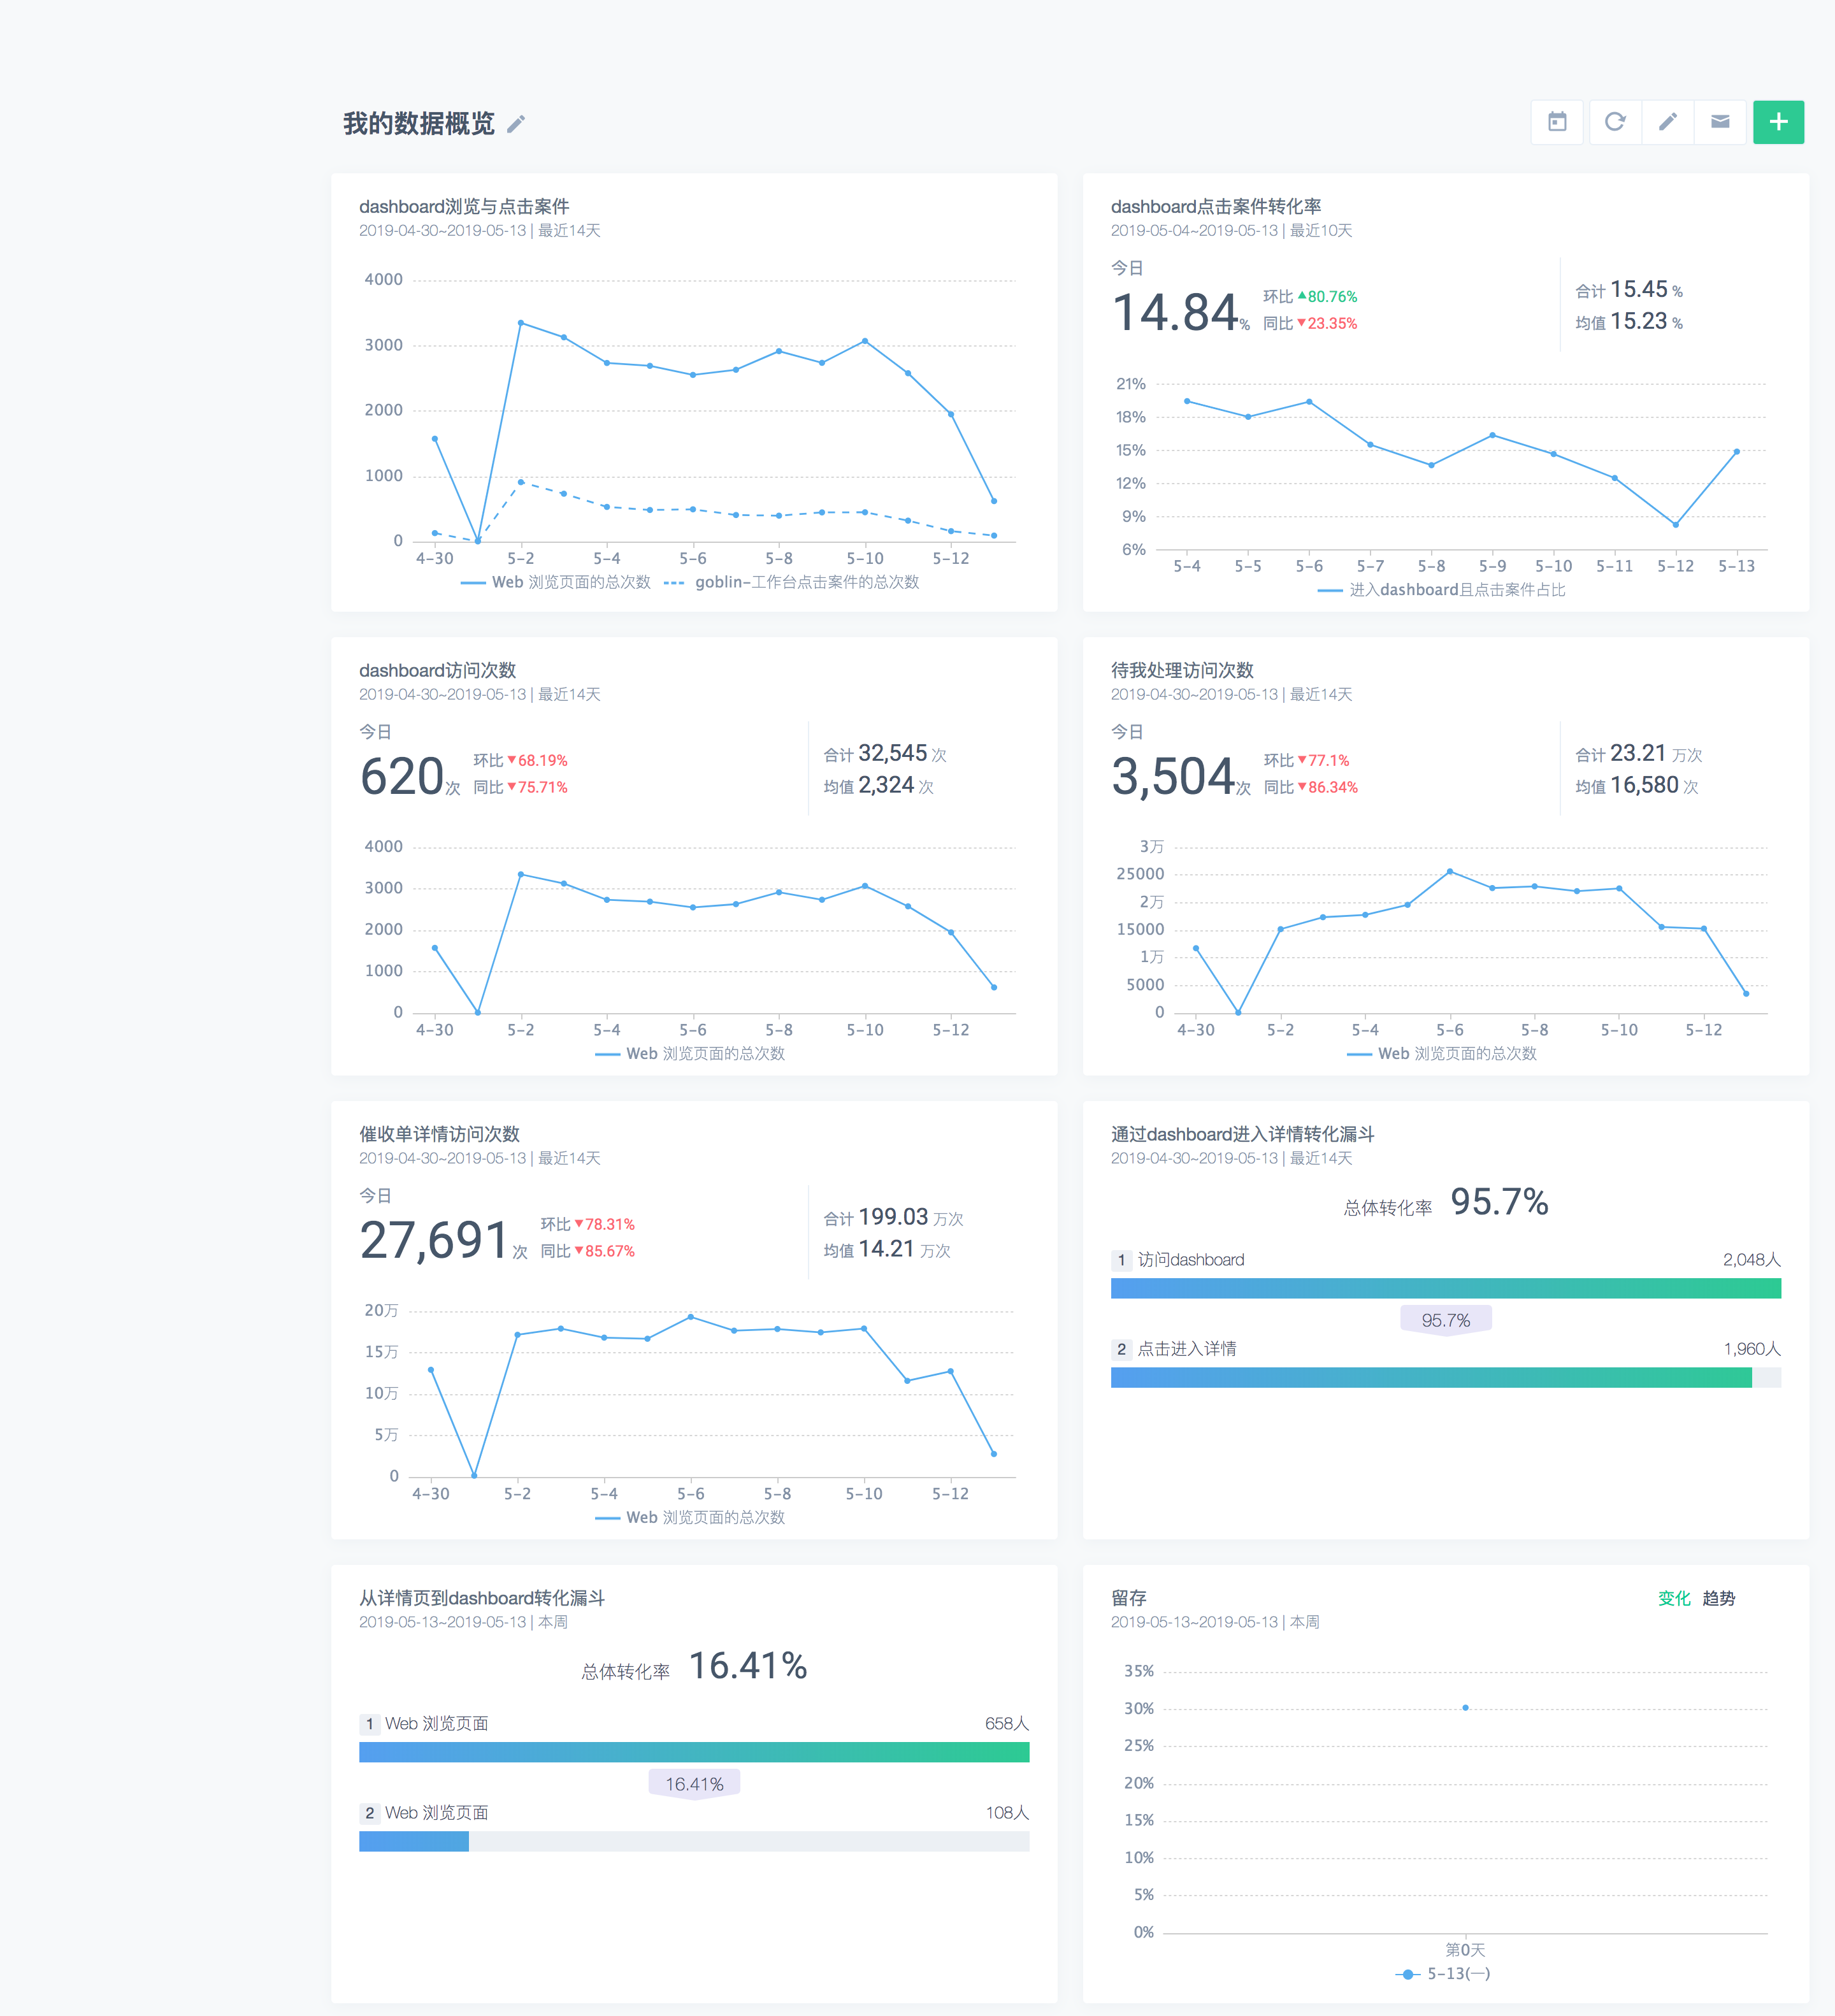 我的数据概览
dashboard浏览与点击案件
2019-04-30~2019-05-13 | 最近14天
4000
3000
2000
1000
0
4-30 5-2 5-4 5-6 5-8 5-10 5-12
Web 浏览页面的总次数 goblin-工作台点击案件的总次数
dashboard点击案件转化率
2019-05-04~2019-05-13 | 最近10天
今日
14.84%
环比 80.76%
同比 23.35%
合计 15.45 %
均值 15.23 %
21%
18%
15%
12%
9%
6%
5-4 5-5 5-6 5-7 5-8 5-9 5-10 5-11 5-12 5-13
进入dashboard且点击案件占比
dashboard访问次数
2019-04-30~2019-05-13 | 最近14天
今日
620次
环比 68.19%
同比 75.71%
合计 32,545 次
均值 2,324 次
4000
3000
2000
1000
0
4-30 5-2 5-4 5-6 5-8 5-10 5-12
Web 浏览页面的总次数
待我处理访问次数
2019-04-30~2019-05-13 | 最近14天
今日
3,504次
环比 77.1%
同比 86.34%
合计 23.21 万次
均值 16,580 次
3万
25000
2万
15000
1万
5000
0
4-30 5-2 5-4 5-6 5-8 5-10 5-12
Web 浏览页面的总次数
催收单详情访问次数
2019-04-30~2019-05-13 | 最近14天
今日
27,691次
环比 78.31%
同比 85.67%
合计 199.03 万次
均值 14.21 万次
20万
15万
10万
5万
0
4-30 5-2 5-4 5-6 5-8 5-10 5-12
Web 浏览页面的总次数
通过dashboard进入详情转化漏斗
2019-04-30~2019-05-13 | 最近14天
总体转化率 95.7%
1 访问dashboard 2,048人
95.7%
2 点击进入详情 1,960人
从详情页到dashboard转化漏斗
2019-05-13~2019-05-13 | 本周
总体转化率 16.41%
1 Web 浏览页面 658人
16.41%
2 Web 浏览页面 108人
留存 变化 趋势
2019-05-13~2019-05-13 | 本周
35%
30%
25%
20%
15%
10%
5%
0%
第0天
5-13(一)